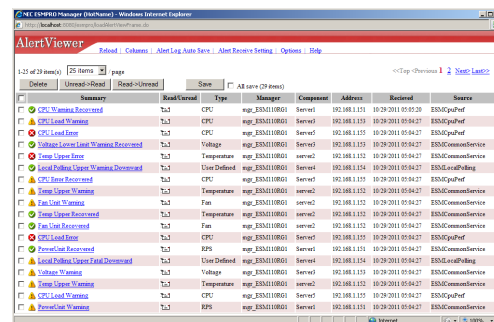 NEC ESMPRO Manager (HotName) - Windows Internet Explorer
http://localhost:8080/esmpro/loadAlertViewFrame.do
AlertViewer
Reload | Columns | Alert Log Auto Save | Alert Receive Setting | Options | Help
1-25 of 29 item(s) 25 items / page <<Top <Previous 1 2 Next> Last>>
Delete Unread->Read Read->Unread Save All save (29 items)
Summary Read/Unread Type Manager Component Address Recieved Source
CPU Warning Recovered CPU mgr_ESM110RG1 Server3 192.168.1.153 10/29/2011 05:05:20 ESMCpuPerf
CPU Load Warning CPU mgr_ESM110RG1 Server3 192.168.1.153 10/29/2011 05:04:27 ESMCpuPerf
CPU Load Error CPU mgr_ESM110RG1 Server5 192.168.1.155 10/29/2011 05:04:27 ESMCpuPerf
Voltage Lower Limit Warning Recovered Voltage mgr_ESM110RG1 Server3 192.168.1.153 10/29/2011 05:04:27 ESMCommonService
Temp Upper Error Temperature mgr_ESM110RG1 server2 192.168.1.152 10/29/2011 05:04:27 ESMCommonService
Local Polling Upper Warning Downward User Defined mgr_ESM110RG1 Server1 192.168.1.151 10/29/2011 05:04:27 ESMLocalPolling
CPU Error Recovered CPU mgr_ESM110RG1 server2 192.168.1.152 10/29/2011 05:04:27 ESMCpuPerf
Temp Upper Warning Temperature mgr_ESM110RG1 server2 192.168.1.152 10/29/2011 05:04:27 ESMCommonService
Fan Unit Warning Fan mgr_ESM110RG1 server2 192.168.1.152 10/29/2011 05:04:27 ESMCommonService
Temp Upper Recovered Temperature mgr_ESM110RG1 server2 192.168.1.152 10/29/2011 05:04:27 ESMCommonService
Fan Unit Recovered Fan mgr_ESM110RG1 server2 192.168.1.152 10/29/2011 05:04:27 ESMCommonService
CPU Load Error CPU mgr_ESM110RG1 Server3 192.168.1.153 10/29/2011 05:04:27 ESMCpuPerf
PowerUnit Recovered RPS mgr_ESM110RG1 Server1 192.168.1.151 10/29/2011 05:04:27 ESMCommonService
Local Polling Upper Fatal Downward User Defined mgr_ESM110RG1 Server4 192.168.1.154 10/29/2011 05:04:27 ESMLocalPolling
Voltage Warning Voltage mgr_ESM110RG1 Server3 192.168.1.153 10/29/2011 05:04:27 ESMCommonService
Temp Upper Warning Temperature mgr_ESM110RG1 server2 192.168.1.152 10/29/2011 05:04:27 ESMCommonService
CPU Load Warning CPU mgr_ESM110RG1 Server4 192.168.1.154 10/29/2011 05:04:27 ESMCpuPerf
PowerUnit Warning RPS mgr_ESM110RG1 Server1 192.168.1.151 10/29/2011 05:04:27 ESMCommonService
Internet 100%